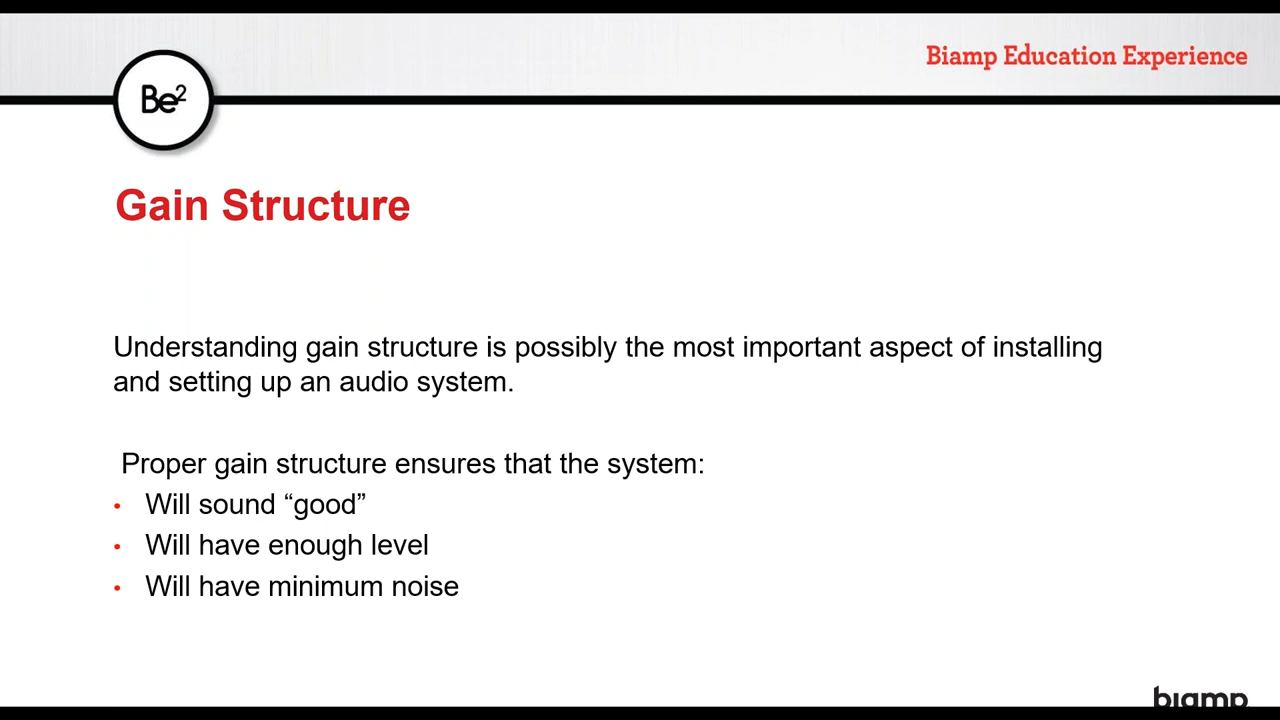 Biamp Education Experience
Be²
Gain Structure
Understanding gain structure is possibly the most important aspect of installing
and setting up an audio system.
Proper gain structure ensures that the system:
• Will sound “good”
• Will have enough level
• Will have minimum noise
biamp